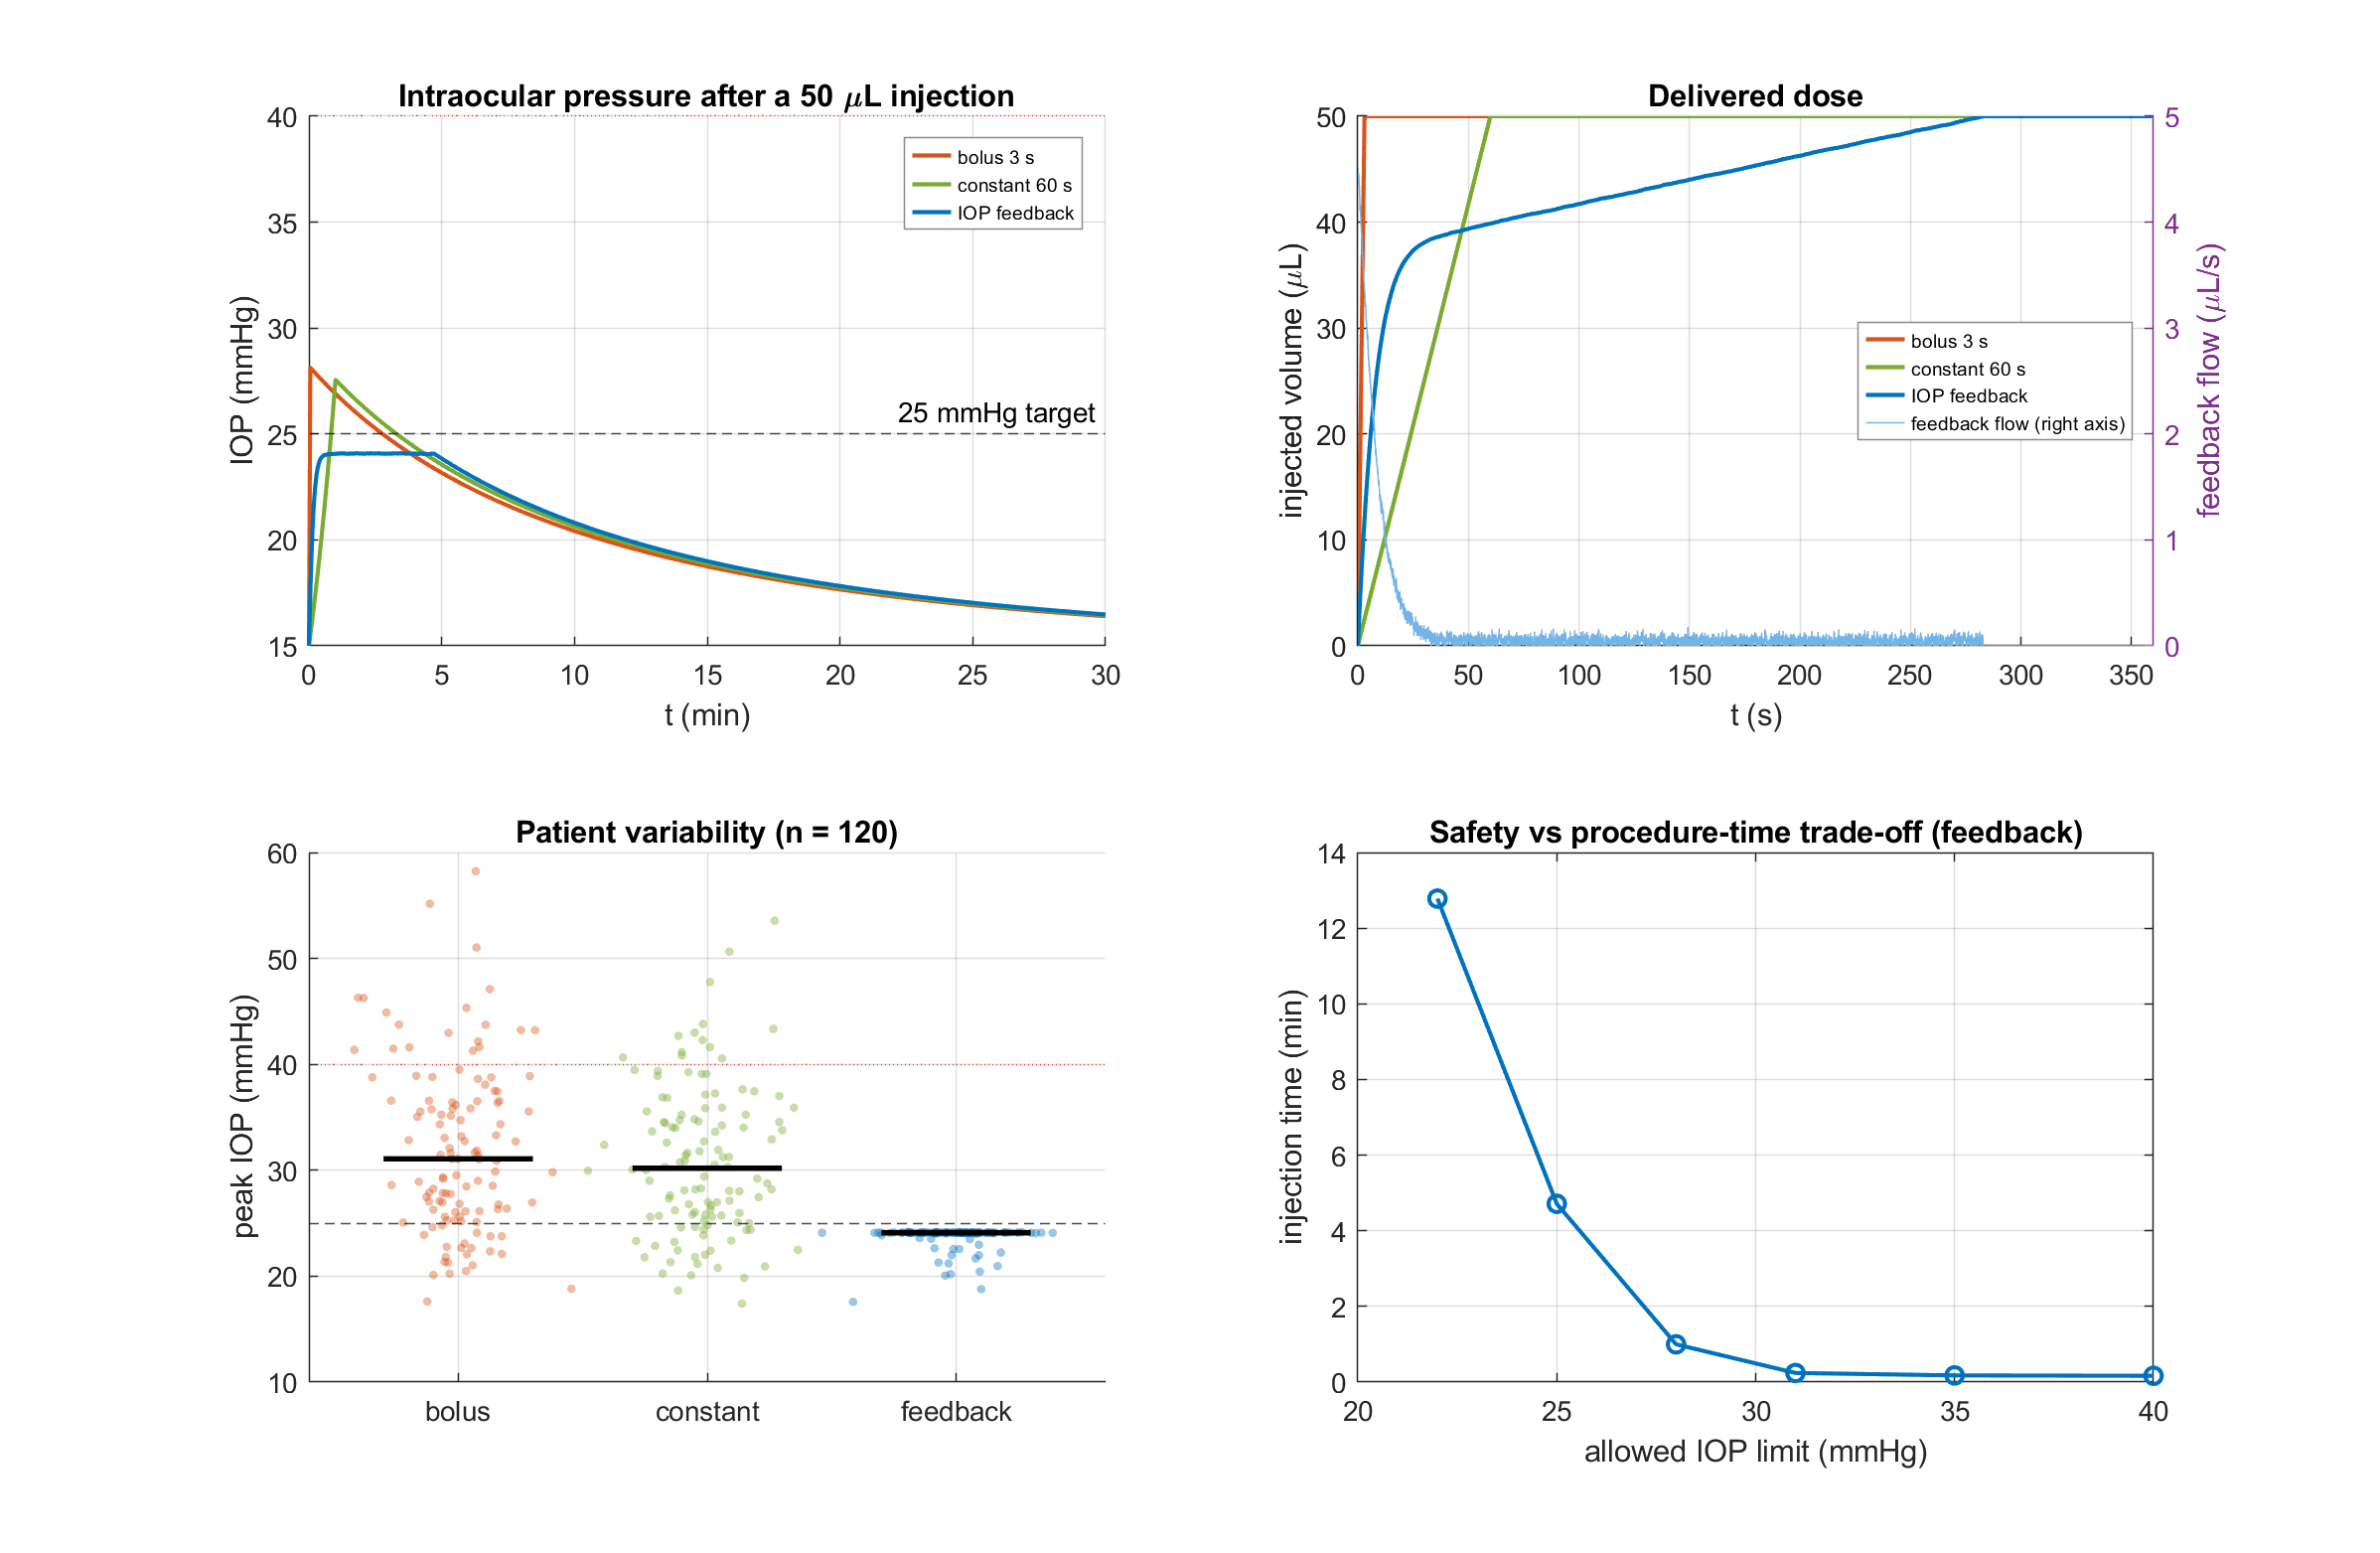 Intraocular pressure after a 50 μL injection
40
35
30
25
20
15
IOP (mmHg)
bolus 3 s
constant 60 s
IOP feedback
25 mmHg target
0 5 10 15 20 25 30
t (min)
Delivered dose
50
40
30
20
10
0
injected volume (μL)
5
4
3
2
1
0
feedback flow (μL/s)
bolus 3 s
constant 60 s
IOP feedback
feedback flow (right axis)
0 50 100 150 200 250 300 350
t (s)
Patient variability (n = 120)
60
50
40
30
20
10
peak IOP (mmHg)
bolus constant feedback
Safety vs procedure-time trade-off (feedback)
14
12
10
8
6
4
2
0
injection time (min)
20 25 30 35 40
allowed IOP limit (mmHg)